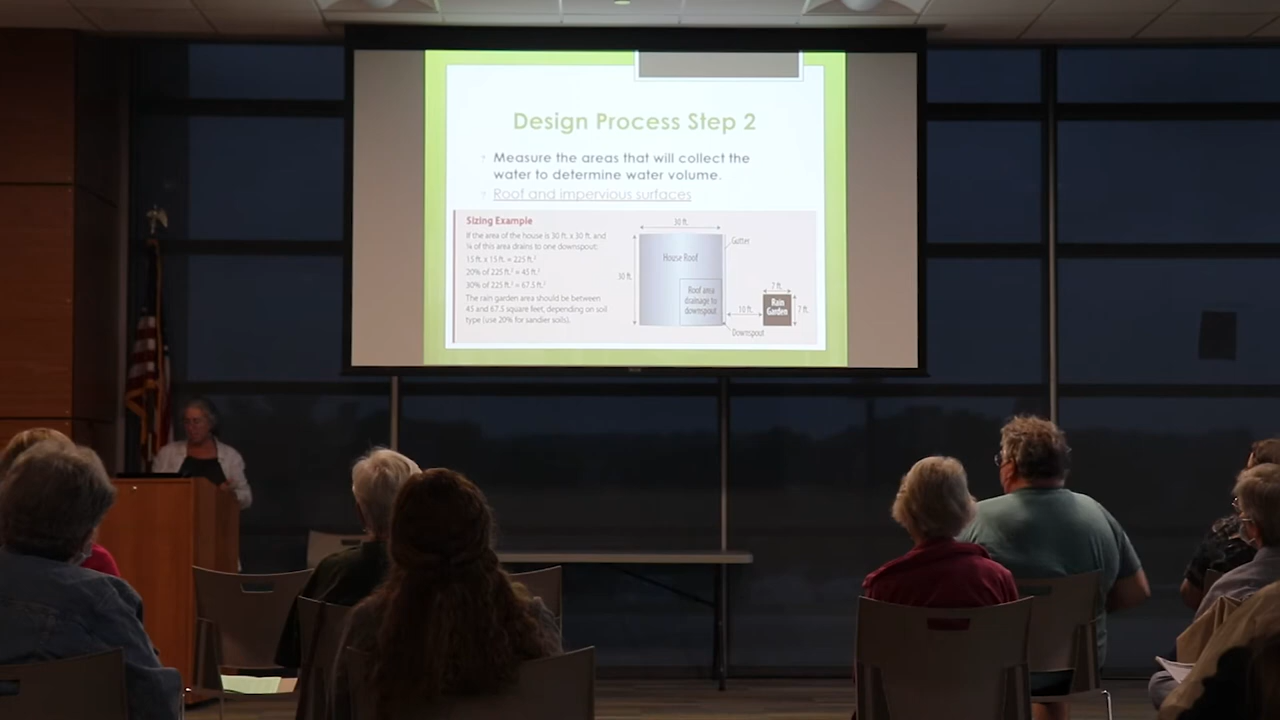 Design Process Step 2
Measure the areas that will collect the
water to determine water volume.
Roof and impervious surfaces
Sizing Example
If the area of the house is 30 ft. x 30 ft. and
¼ of this area drains to one downspout:
15 ft. x 15 ft. = 225 ft.²
20% of 225 ft.² = 45 ft.²
30% of 225 ft.² = 67.5 ft.²
The rain garden area should be between
45 and 67.5 square feet, depending on soil
type (use 20% for sandier soils).
30 ft.
Gutter
House Roof
30 ft.
Roof area
drainage to
downspout
10 ft.
7 ft.
Rain
Garden
7 ft.
Downspout